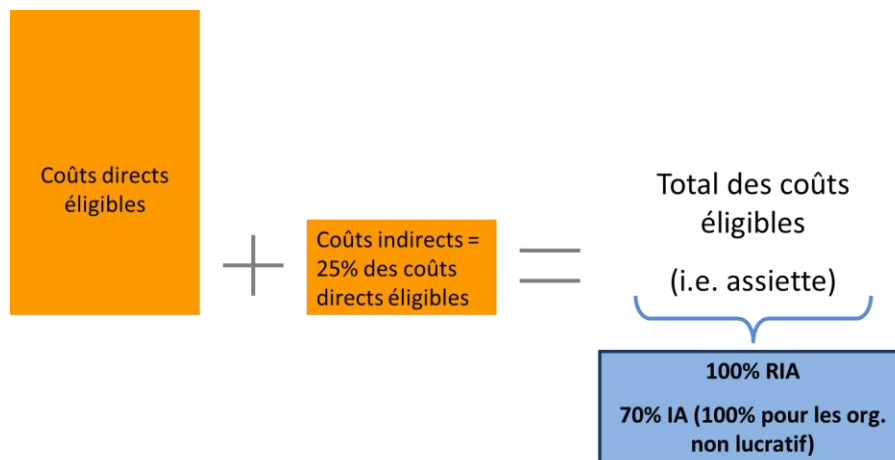 Coûts directs
éligibles
Coûts indirects =
25% des coûts
directs éligibles
Total des coûts
éligibles
(i.e. assiette)
100% RIA
70% IA (100% pour les org.
non lucratif)